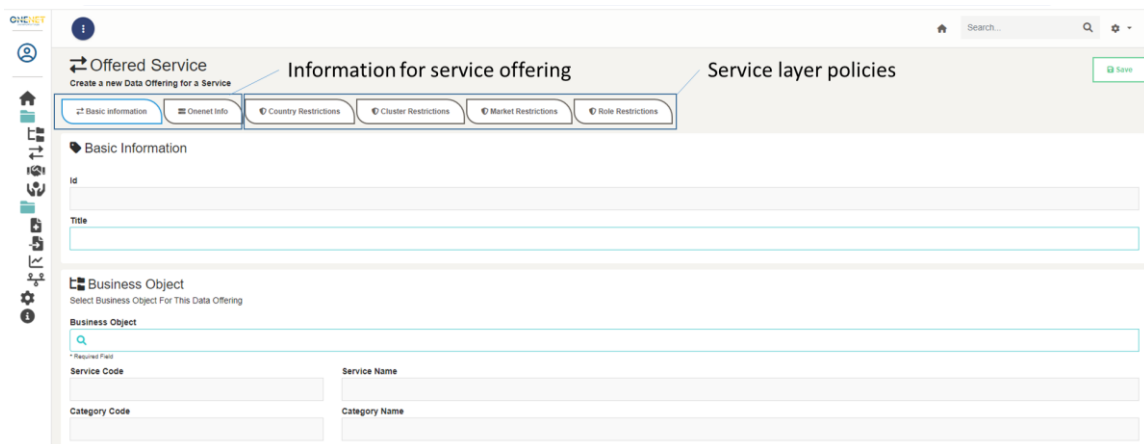 ONENET
Search...
Offered Service
Create a new Data Offering for a Service
Information for service offering
Service layer policies
Save
Basic information
Onenet Info
Country Restrictions
Cluster Restrictions
Market Restrictions
Role Restrictions
Basic Information
Id
Title
Business Object
Select Business Object For This Data Offering
Business Object
* Required Field
Service Code
Service Name
Category Code
Category Name